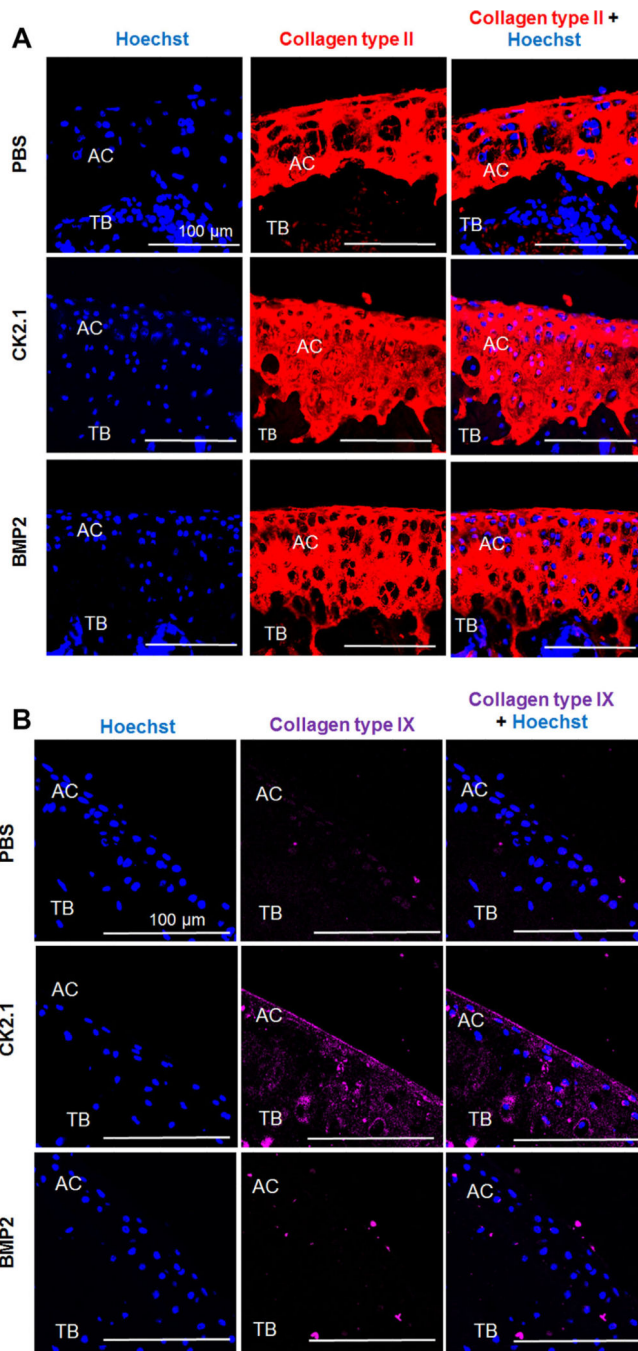 A
Hoechst
Collagen type II
Collagen type II +
Hoechst
PBS
AC
TB
100 µm
AC
AC
CK2.1
AC
TB
AC
TB
AC
TB
BMP2
AC
TB
AC
TB
AC
TB
B
Hoechst
Collagen type IX
Collagen type IX
+ Hoechst
PBS
AC
TB
100 µm
AC
TB
AC
TB
CK2.1
AC
TB
AC
TB
AC
TB
BMP2
AC
TB
AC
TB
AC
TB